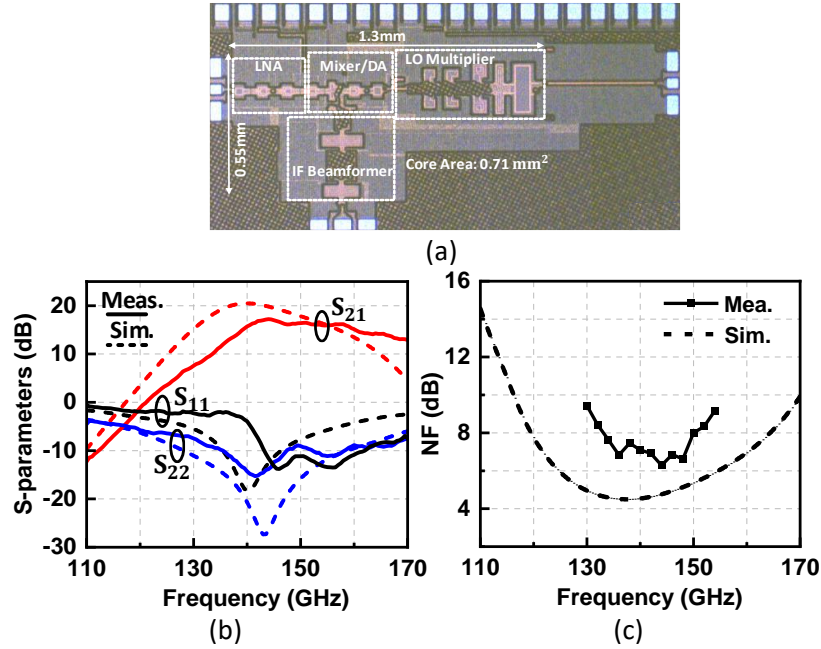 1.3mm
LNA
Mixer/DA
LO Multiplier
0.55mm
IF Beamformer
Core Area: 0.71 mm²
(a)
Meas.
Sim.
S₂₁
S₁₁
S₂₂
S-parameters (dB)
20
10
0
-10
-20
-30
110
130
150
170
Frequency (GHz)
(b)
Mea.
Sim.
NF (dB)
16
12
8
4
110
130
150
170
Frequency (GHz)
(c)